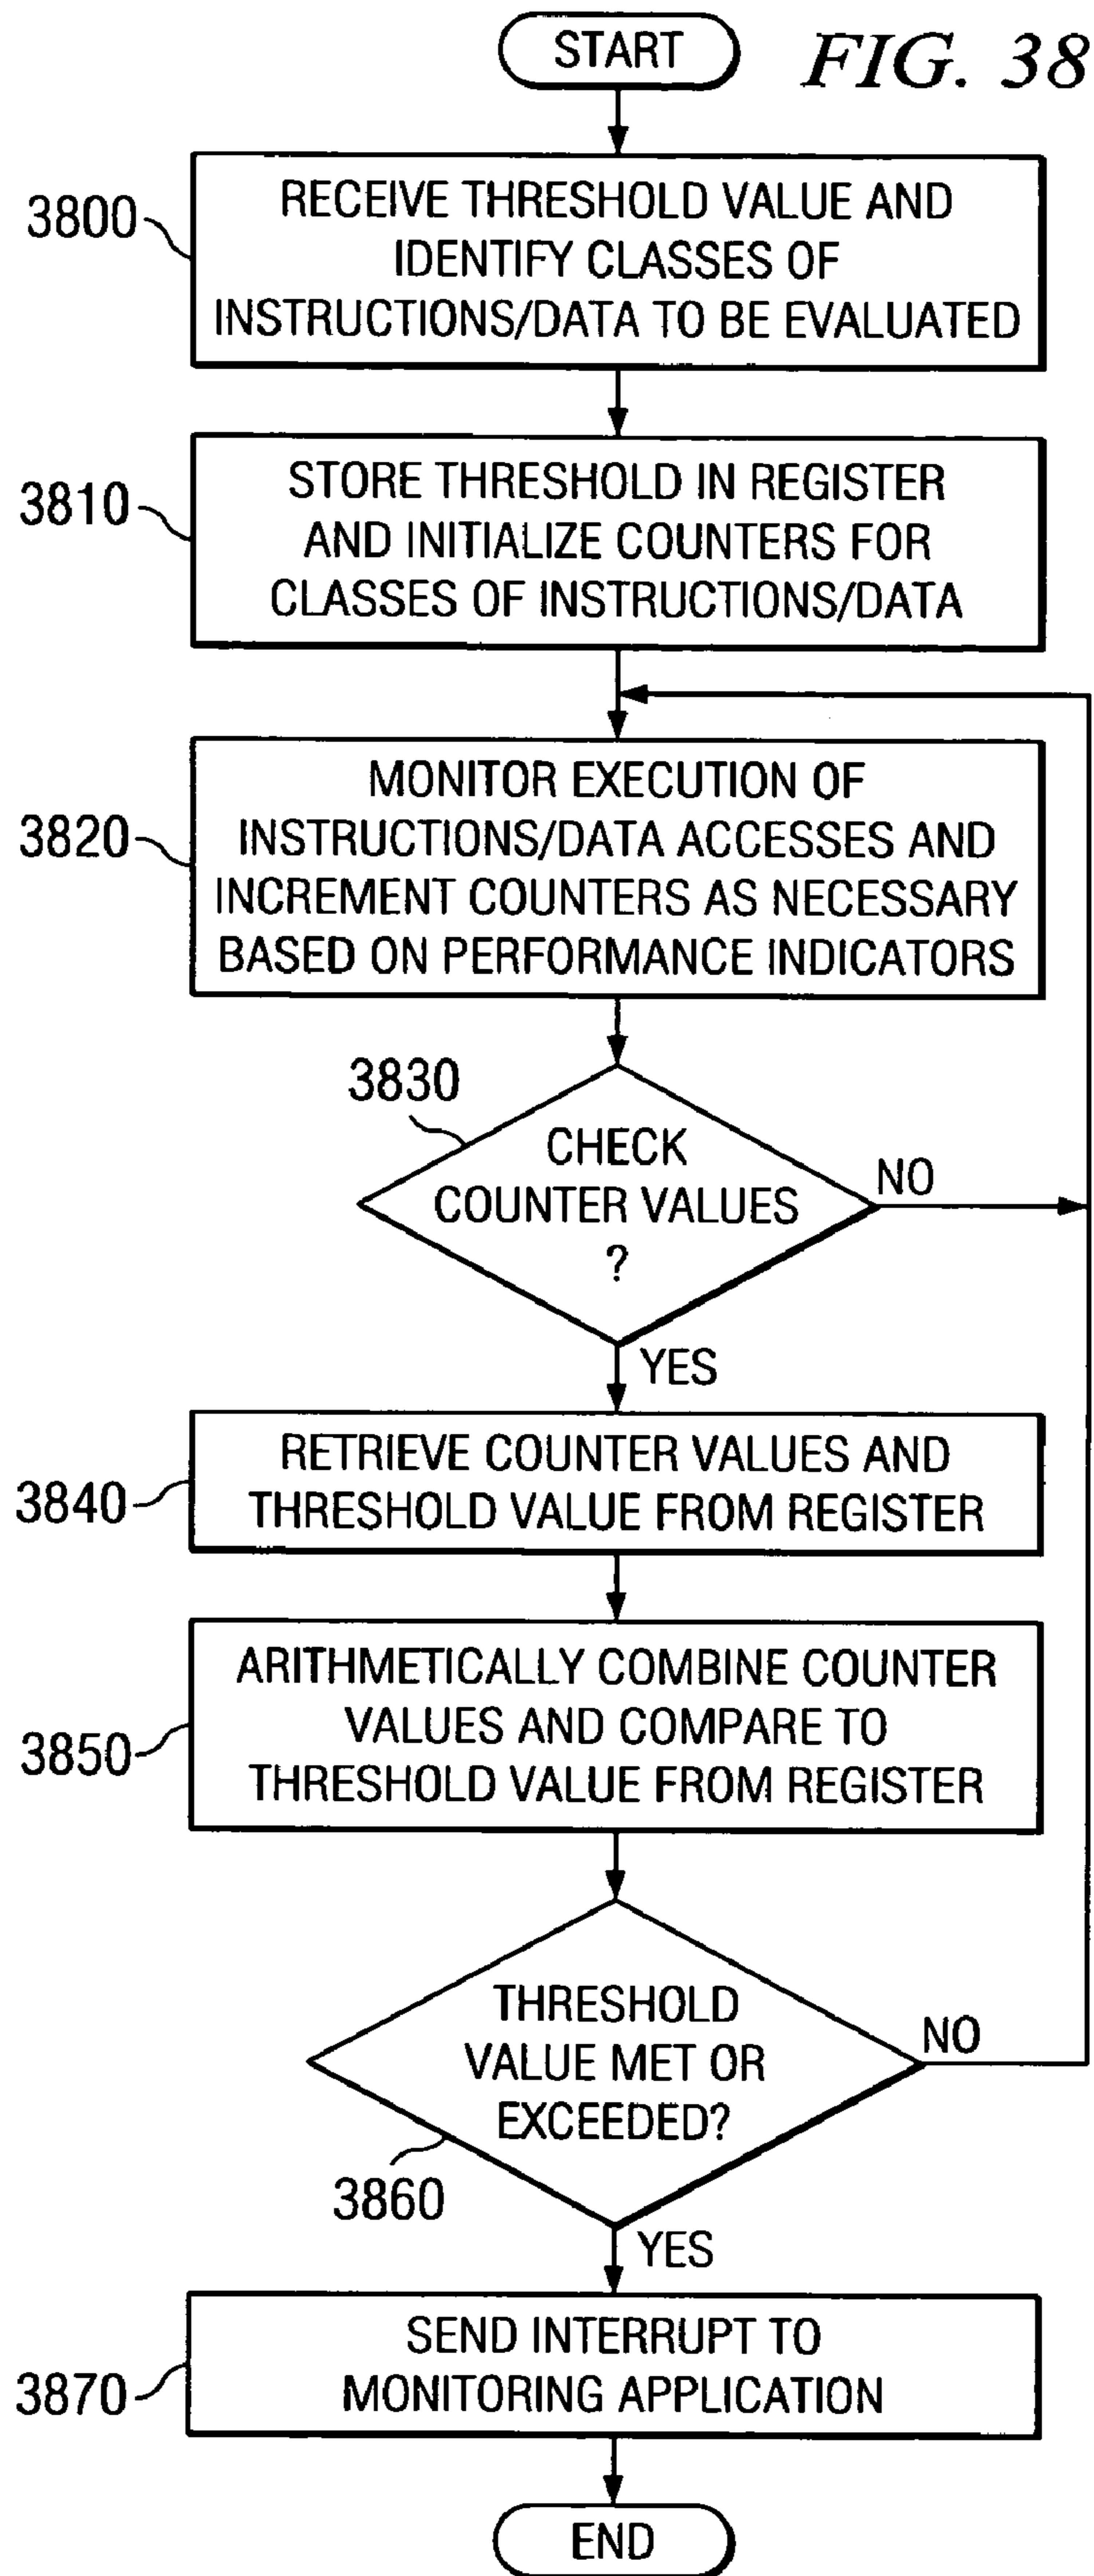 START
FIG. 38
3800
RECEIVE THRESHOLD VALUE AND
IDENTIFY CLASSES OF
INSTRUCTIONS/DATA TO BE EVALUATED
3810
STORE THRESHOLD IN REGISTER
AND INITIALIZE COUNTERS FOR
CLASSES OF INSTRUCTIONS/DATA
3820
MONITOR EXECUTION OF
INSTRUCTIONS/DATA ACCESSES AND
INCREMENT COUNTERS AS NECESSARY
BASED ON PERFORMANCE INDICATORS
3830
CHECK
COUNTER VALUES
?
NO
YES
3840
RETRIEVE COUNTER VALUES AND
THRESHOLD VALUE FROM REGISTER
3850
ARITHMETICALLY COMBINE COUNTER
VALUES AND COMPARE TO
THRESHOLD VALUE FROM REGISTER
THRESHOLD
VALUE MET OR
EXCEEDED?
NO
3860
YES
3870
SEND INTERRUPT TO
MONITORING APPLICATION
END